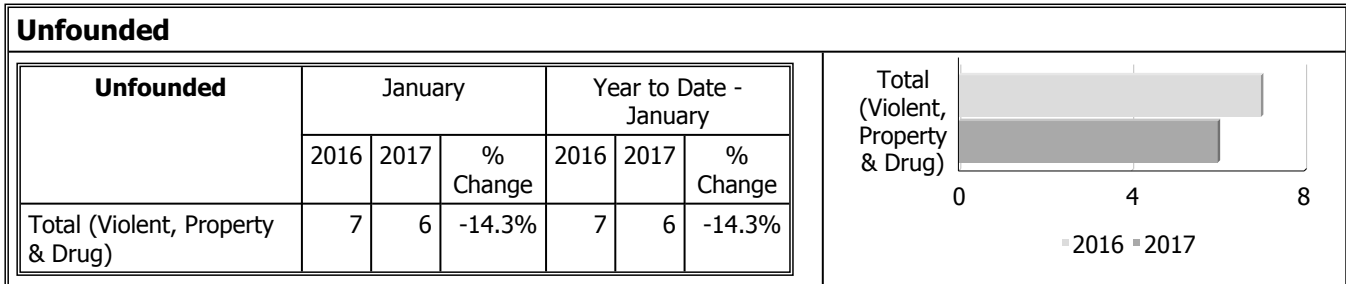 Unfounded
Unfounded January Year to Date -
January
2016 2017 % Change 2016 2017 % Change
Total (Violent, Property & Drug) 7 6 -14.3% 7 6 -14.3%
Total
(Violent,
Property
& Drug)
0 4 8
2016 2017